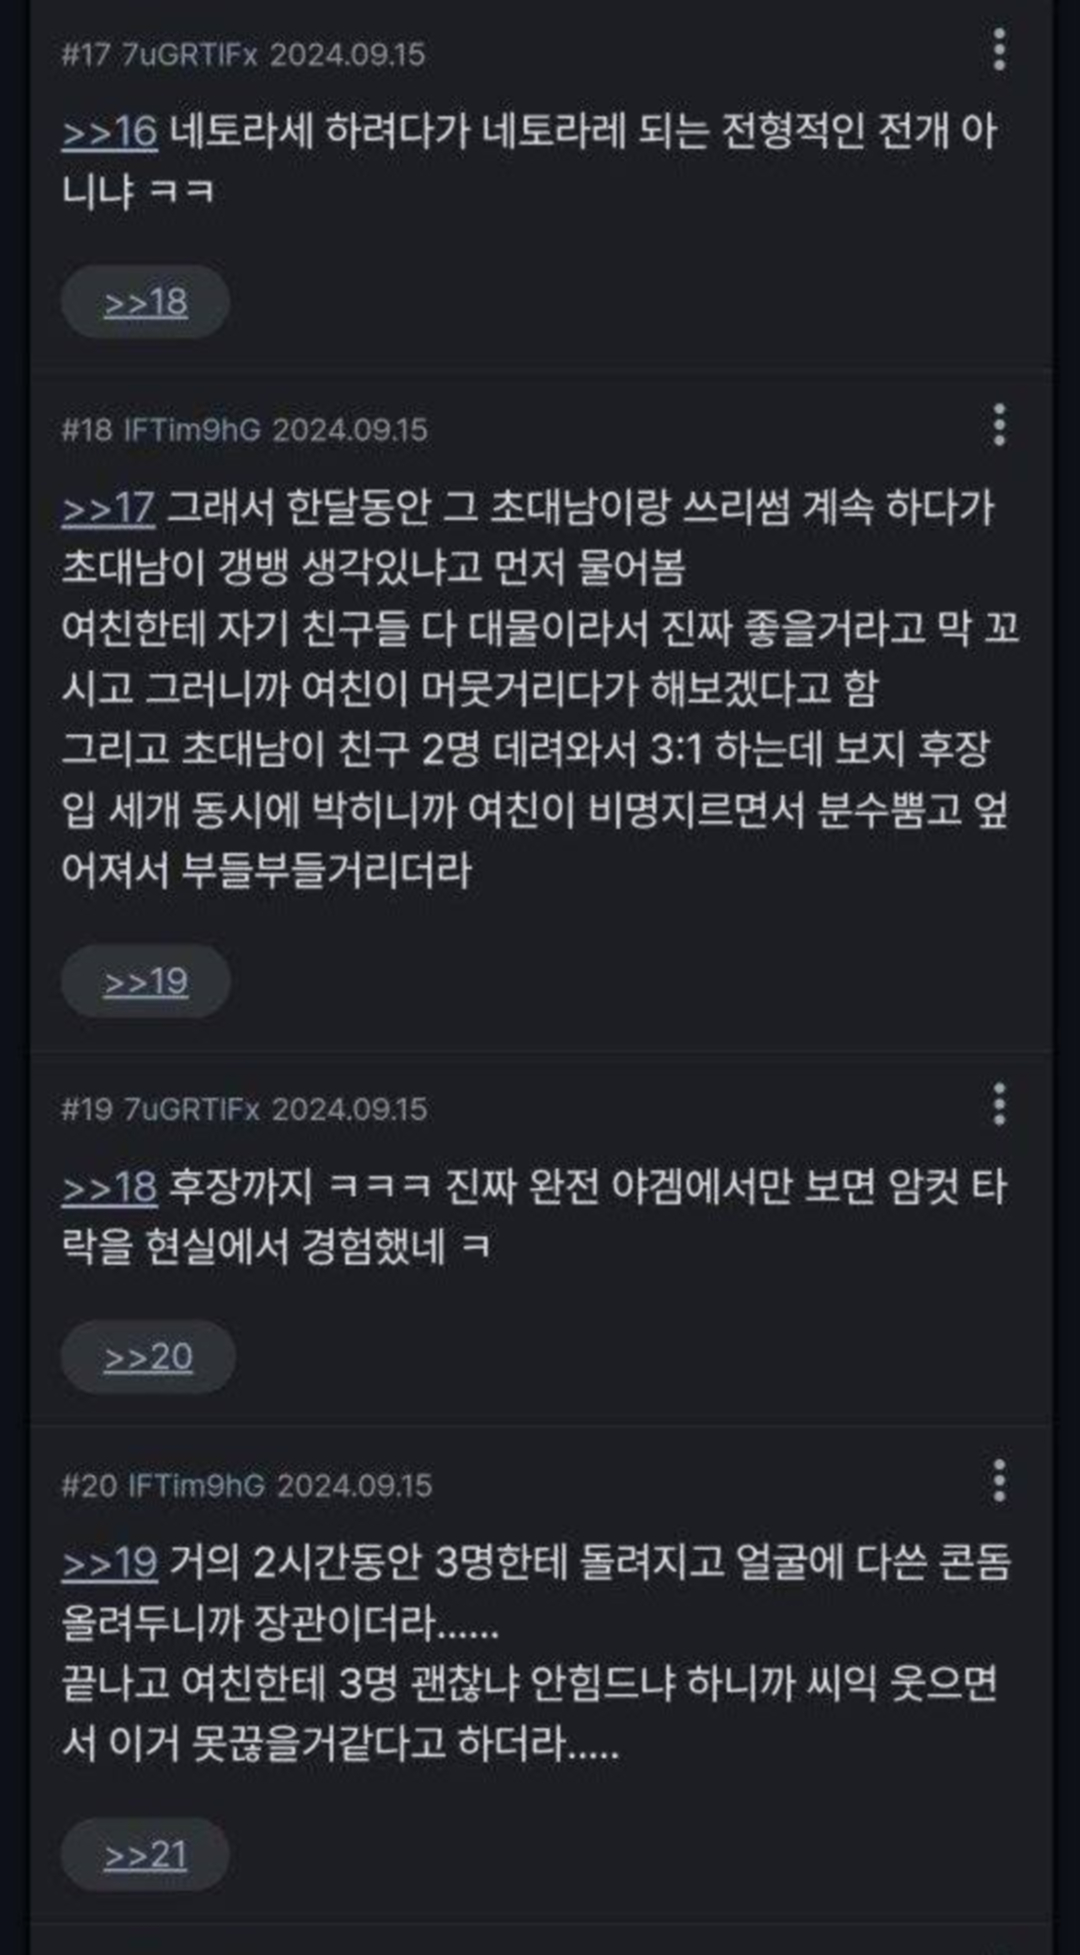 #17 7uGRTIFx 2024.09.15
>>16 네토라세 하려다가 네토라레 되는 전형적인 전개 아
니냐 ㅋㅋ
>>18
#18 IFTim9hG 2024.09.15
>>17 그래서 한달동안 그 초대남이랑 쓰리썸 계속 하다가
초대남이 갱뱅 생각있냐고 먼저 물어봄
여친한테 자기 친구들 다 대물이라서 진짜 좋을거라고 막 꼬
시고 그러니까 여친이 머뭇거리다가 해보겠다고 함
그리고 초대남이 친구 2명 데려와서 3:1 하는데 보지 후장
입 세개 동시에 박히니까 여친이 비명지르면서 분수뿜고 엎
어져서 부들부들거리더라
>>19
#19 7uGRTIFx 2024.09.15
>>18 후장까지 ㅋㅋㅋ 진짜 완전 야겜에서만 보면 암컷 타
락을 현실에서 경험했네 ㅋ
>>20
#20 IFTim9hG 2024.09.15
>>19 거의 2시간동안 3명한테 돌려지고 얼굴에 다쓴 콘돔
올려두니까 장관이더라......
끝나고 여친한테 3명 괜찮냐 안힘드냐 하니까 씨익 웃으면
서 이거 못끊을거같다고 하더라.....
>>21